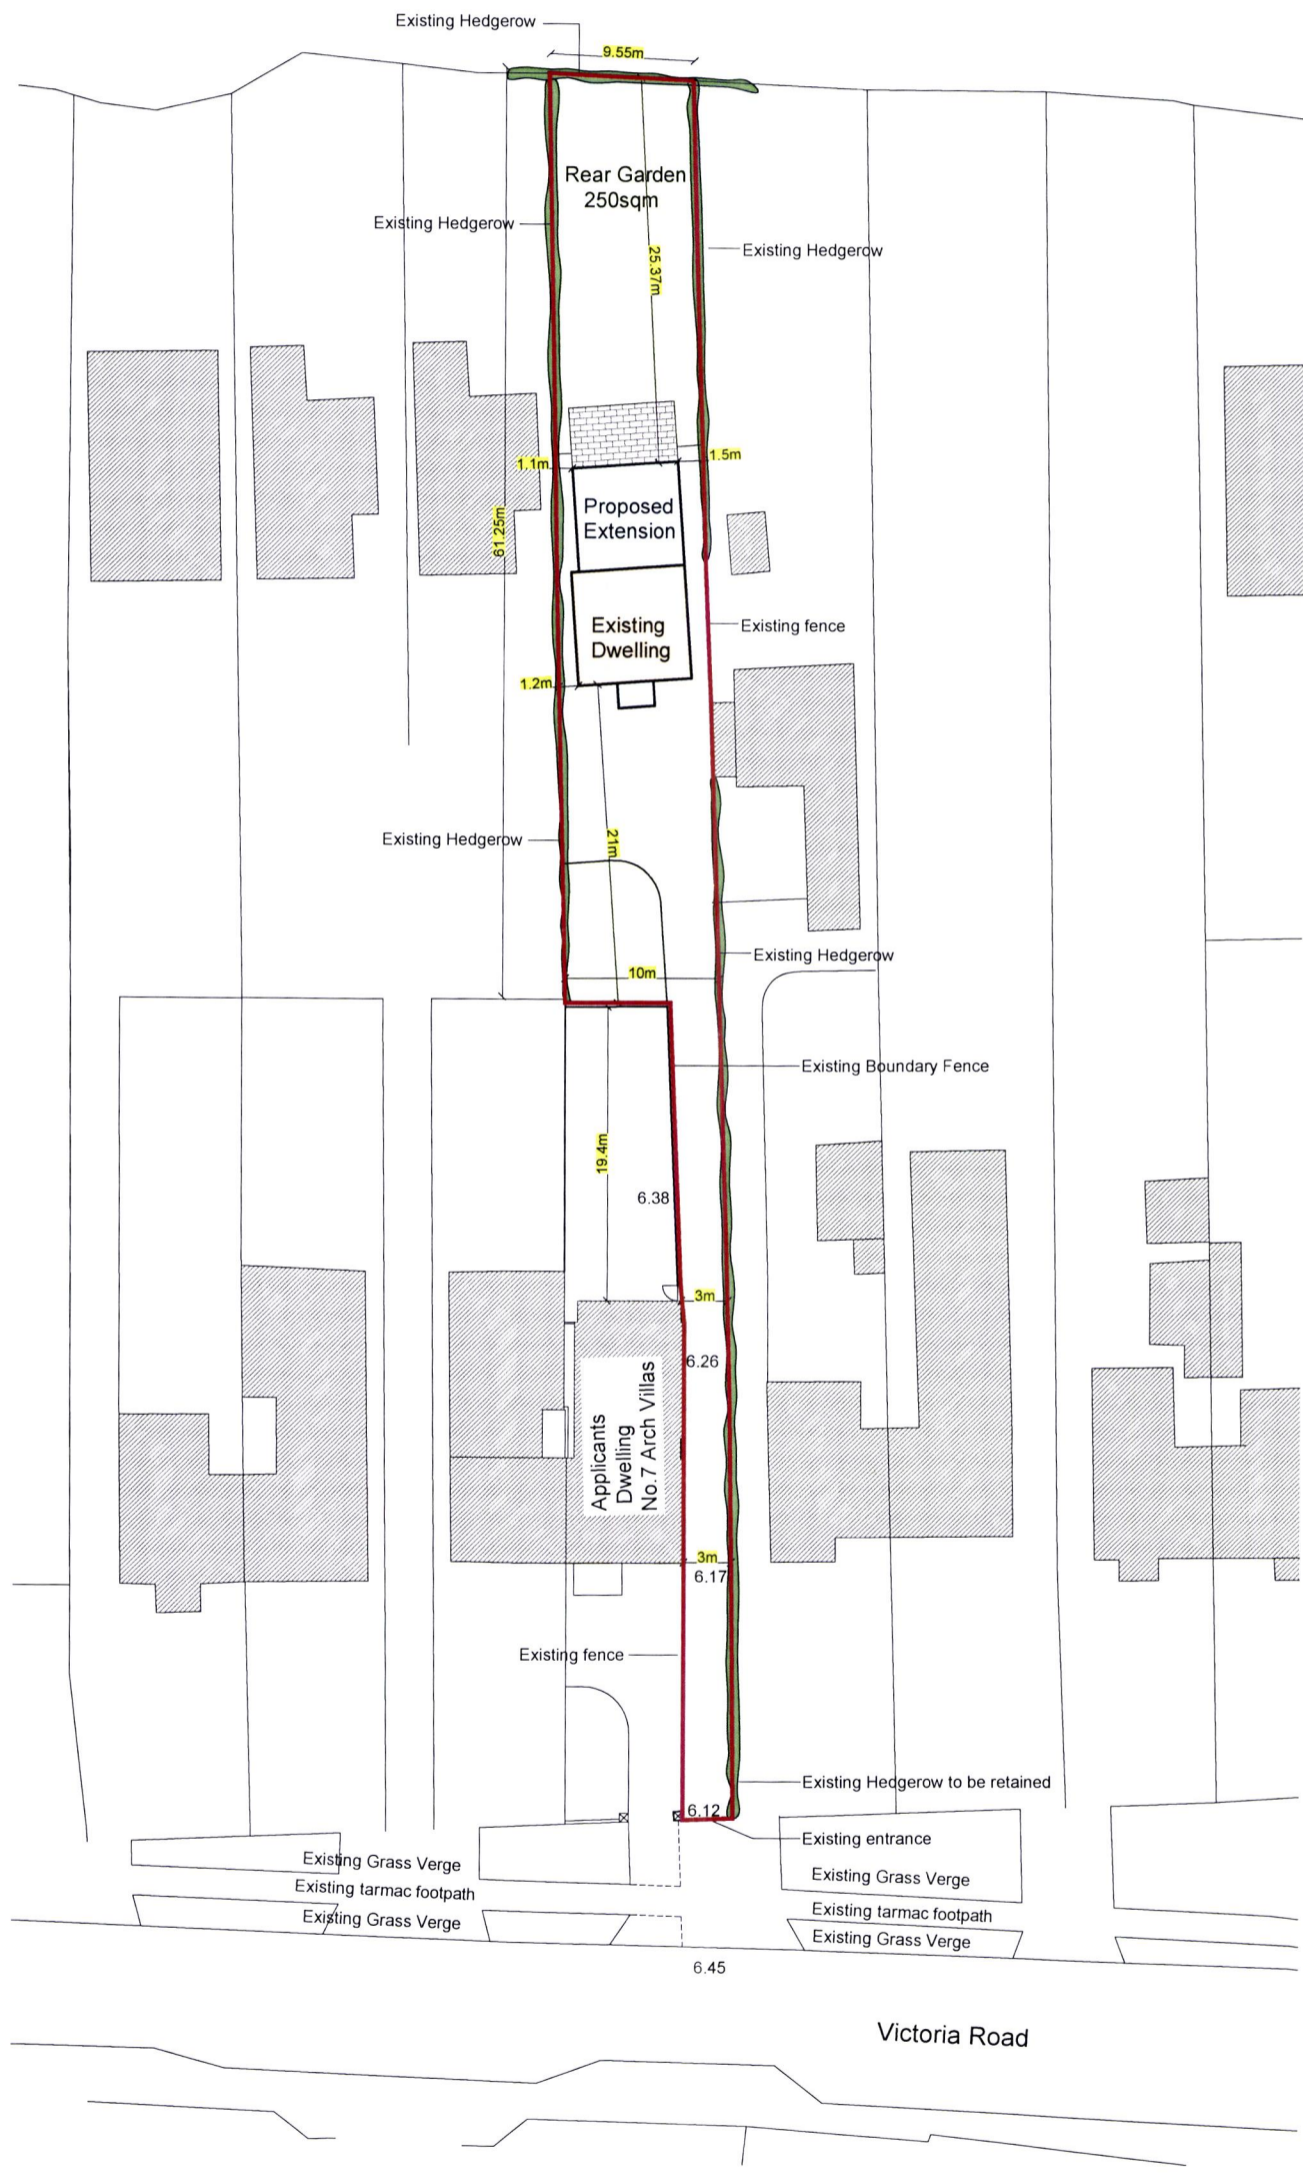 Existing Hedgerow
9.55m
Rear Garden
250sqm
Existing Hedgerow
Existing Hedgerow
25.37m
1.1m
1.5m
Proposed
Extension
61.25m
Existing fence
Existing
Dwelling
1.2m
21m
Existing Hedgerow
Existing Hedgerow
10m
Existing Boundary Fence
19.4m
6.38
3m
6.26
Applicants
Dwelling
No.7 Arch Villas
3m
6.17
Existing fence
Existing Hedgerow to be retained
6.12
Existing entrance
Existing Grass Verge
Existing tarmac footpath
Existing Grass Verge
Existing Grass Verge
Existing tarmac footpath
Existing Grass Verge
6.45
Victoria Road